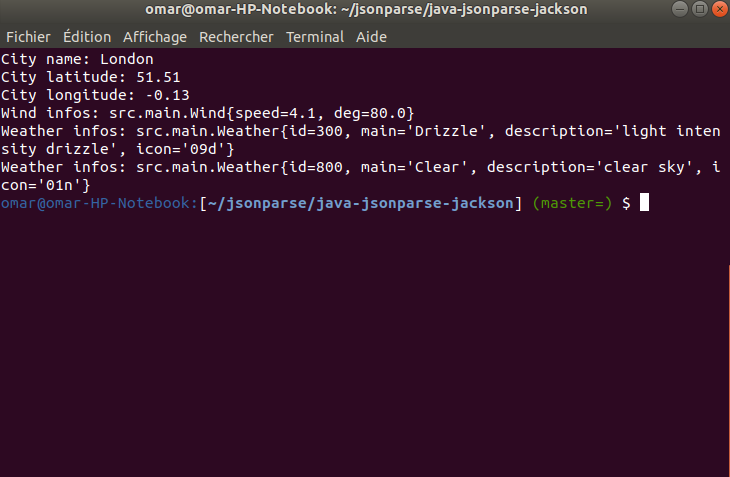 omar@omar-HP-Notebook: ~/jsonparse/java-jsonparse-jackson
Fichier Édition Affichage Rechercher Terminal Aide
City name: London
City latitude: 51.51
City longitude: -0.13
Wind infos: src.main.Wind{speed=4.1, deg=80.0}
Weather infos: src.main.Weather{id=300, main='Drizzle', description='light inten
sity drizzle', icon='09d'}
Weather infos: src.main.Weather{id=800, main='Clear', description='clear sky', i
con='01n'}
omar@omar-HP-Notebook:[~/jsonparse/java-jsonparse-jackson] (master=) $